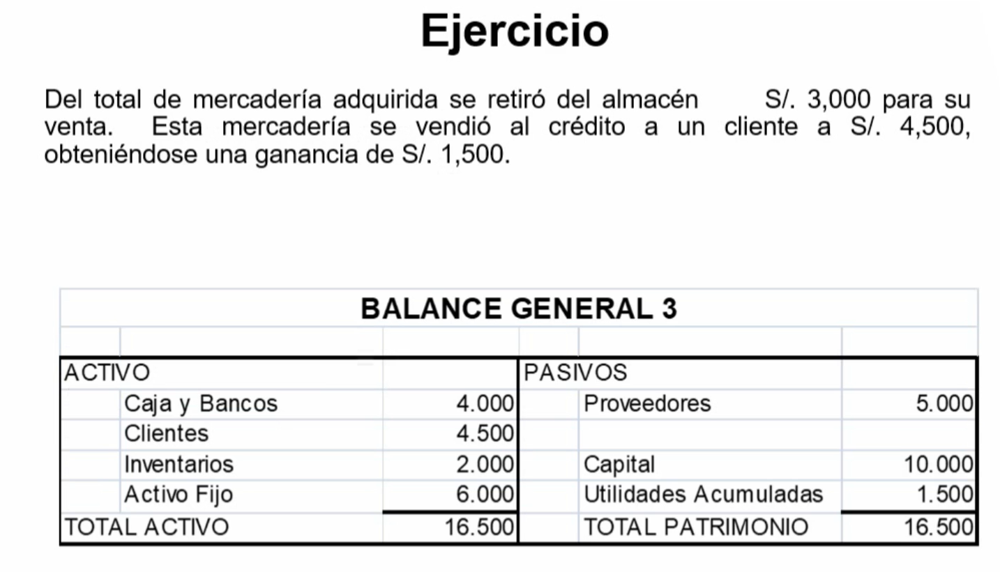 Ejercicio
Del total de mercadería adquirida se retiró del almacén S/. 3,000 para su
venta. Esta mercadería se vendió al crédito a un cliente a S/. 4,500,
obteniéndose una ganancia de S/. 1,500.
BALANCE GENERAL 3
ACTIVO PASIVOS
Caja y Bancos 4.000 Proveedores 5.000
Clientes 4.500
Inventarios 2.000 Capital 10.000
Activo Fijo 6.000 Utilidades Acumuladas 1.500
TOTAL ACTIVO 16.500 TOTAL PATRIMONIO 16.500